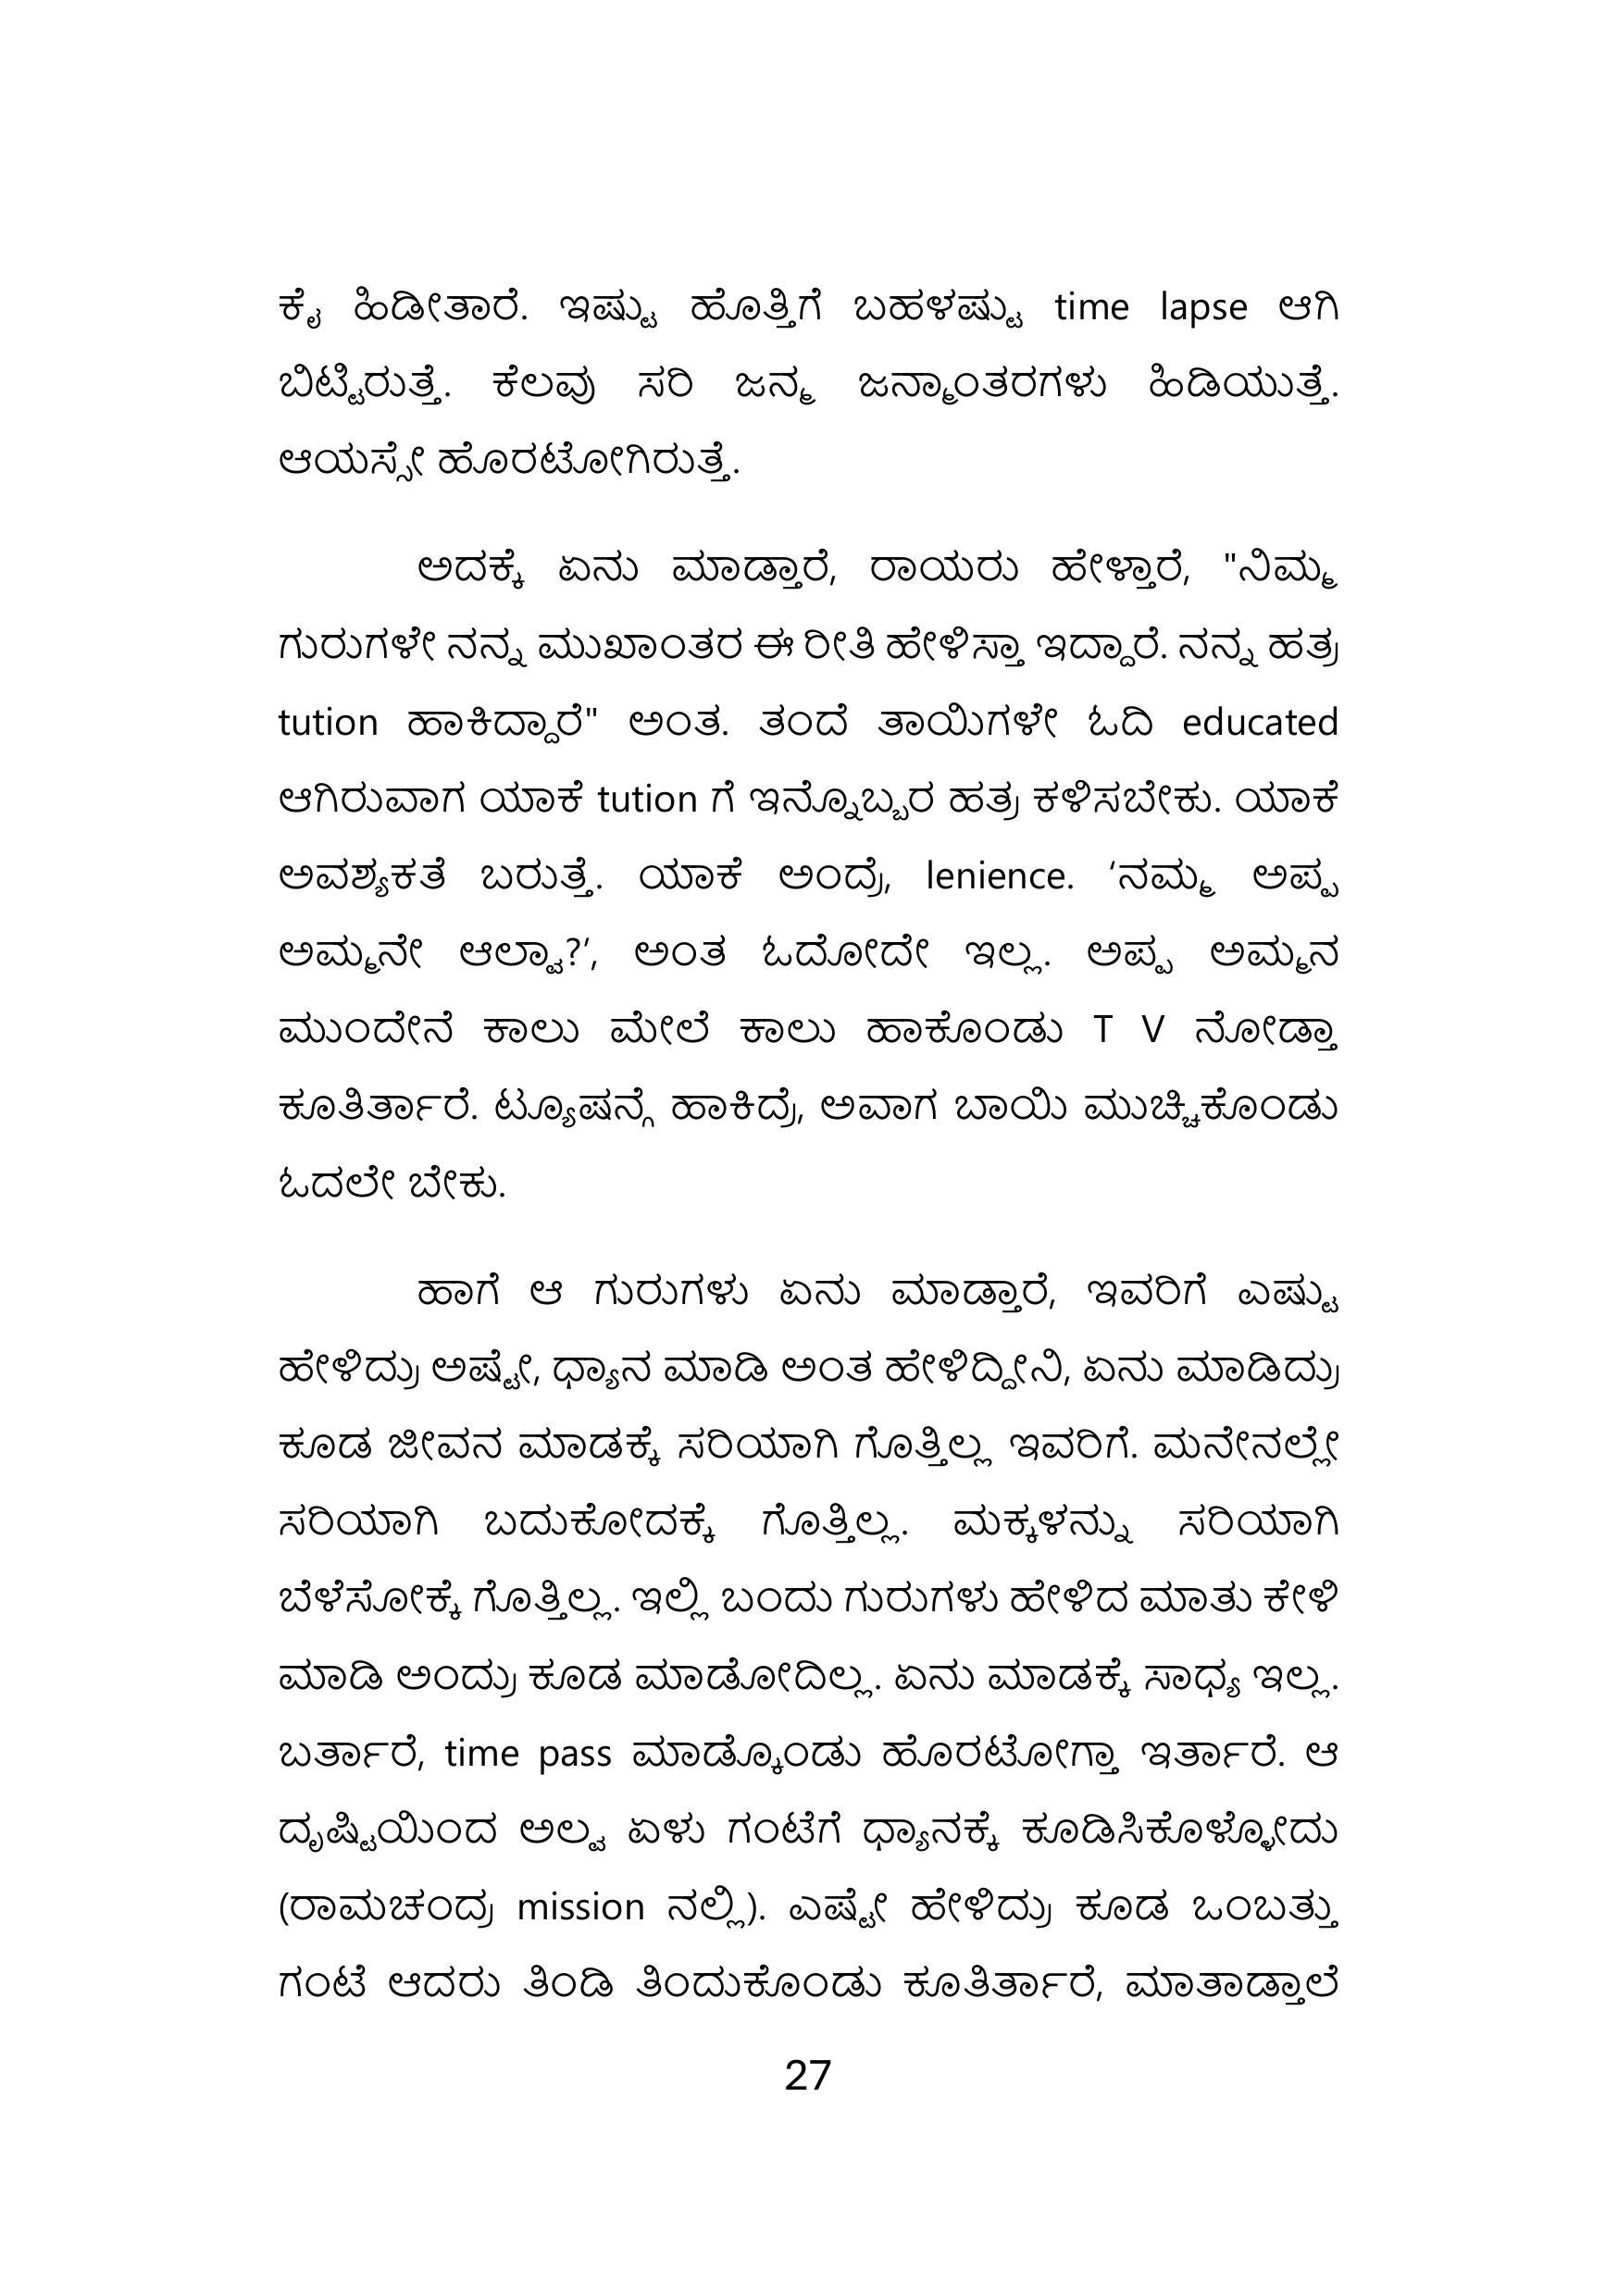 ಕೈ ಹಿಡೀತಾರೆ. ಇಷ್ಟು ಹೊತ್ತಿಗೆ ಬಹಳಷ್ಟು time lapse ಆಗಿ
ಬಿಟ್ಟಿರುತ್ತೆ. ಕೆಲವು ಸರಿ ಜನ್ಮ ಜನ್ಮಾಂತರಗಳು ಹಿಡಿಯುತ್ತೆ.
ಆಯಸ್ಸೇ ಹೊರಟೋಗಿರುತ್ತೆ.
ಅದಕ್ಕೆ ಏನು ಮಾಡ್ತಾರೆ, ರಾಯರು ಹೇಳ್ತಾರೆ, "ನಿಮ್ಮ
ಗುರುಗಳೇ ನನ್ನ ಮುಖಾಂತರ ಈ ರೀತಿ ಹೇಳಿಸ್ತಾ ಇದ್ದಾರೆ. ನನ್ನ ಹತ್ರ
tution ಹಾಕಿದ್ದಾರೆ" ಅಂತ. ತಂದೆ ತಾಯಿಗಳೇ ಓದಿ educated
ಆಗಿರುವಾಗ ಯಾಕೆ tution ಗೆ ಇನ್ನೊಬ್ಬರ ಹತ್ರ ಕಳಿಸಬೇಕು. ಯಾಕೆ
ಅವಶ್ಯಕತೆ ಬರುತ್ತೆ. ಯಾಕೆ ಅಂದ್ರೆ, lenience. ‘ನಮ್ಮ ಅಪ್ಪ
ಅಮ್ಮನೇ ಆಲ್ವಾ?’, ಅಂತ ಓದೋದೇ ಇಲ್ಲ. ಅಪ್ಪ ಅಮ್ಮನ
ಮುಂದೇನೆ ಕಾಲು ಮೇಲೆ ಕಾಲು ಹಾಕೊಂಡು T V ನೋಡ್ತಾ
ಕೂತಿರ್ತಾರೆ. ಟ್ಯೂಷನ್ಗೆ ಹಾಕಿದ್ರೆ, ಅವಾಗ ಬಾಯಿ ಮುಚ್ಚಿಕೊಂಡು
ಓದಲೇ ಬೇಕು.
ಹಾಗೆ ಆ ಗುರುಗಳು ಏನು ಮಾಡ್ತಾರೆ, ಇವರಿಗೆ ಎಷ್ಟು
ಹೇಳಿದ್ರು ಅಷ್ಟೇ, ಧ್ಯಾನ ಮಾಡಿ ಅಂತ ಹೇಳಿದ್ದೀನಿ, ಏನು ಮಾಡಿದ್ರು
ಕೂಡ ಜೀವನ ಮಾಡಕ್ಕೆ ಸರಿಯಾಗಿ ಗೊತ್ತಿಲ್ಲ ಇವರಿಗೆ. ಮನೇನಲ್ಲೇ
ಸರಿಯಾಗಿ ಬದುಕೋದಕ್ಕೆ ಗೊತ್ತಿಲ್ಲ. ಮಕ್ಕಳನ್ನು ಸರಿಯಾಗಿ
ಬೆಳೆಸೋಕ್ಕೆ ಗೊತ್ತಿಲ್ಲ. ಇಲ್ಲಿ ಬಂದು ಗುರುಗಳು ಹೇಳಿದ ಮಾತು ಕೇಳಿ
ಮಾಡಿ ಅಂದ್ರು ಕೂಡ ಮಾಡೋದಿಲ್ಲ. ಏನು ಮಾಡಕ್ಕೆ ಸಾಧ್ಯ ಇಲ್ಲ.
ಬರ್ತಾರೆ, time pass ಮಾಡ್ಕೊಂಡು ಹೊರಟೋಗ್ತಾ ಇರ್ತಾರೆ. ಆ
ದೃಷ್ಟಿಯಿಂದ ಅಲ್ವ ಏಳು ಗಂಟೆಗೆ ಧ್ಯಾನಕ್ಕೆ ಕೂಡಿಸಿಕೊಳ್ಳೋದು
(ರಾಮಚಂದ್ರ mission ನಲ್ಲಿ). ಎಷ್ಟೇ ಹೇಳಿದ್ರು ಕೂಡ ಒಂಬತ್ತು
ಗಂಟೆ ಆದರು ತಿಂಡಿ ತಿಂದುಕೊಂಡು ಕೂತಿರ್ತಾರೆ, ಮಾತಾಡ್ತಾಲೆ
27